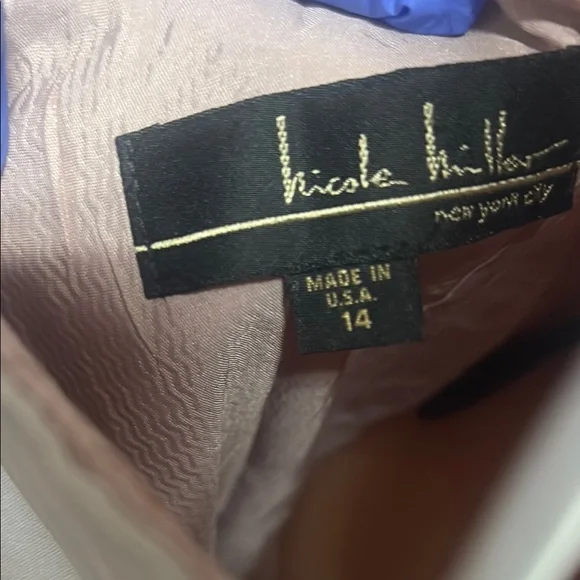 nicole miller
new york city
MADE IN
U.S.A.
14